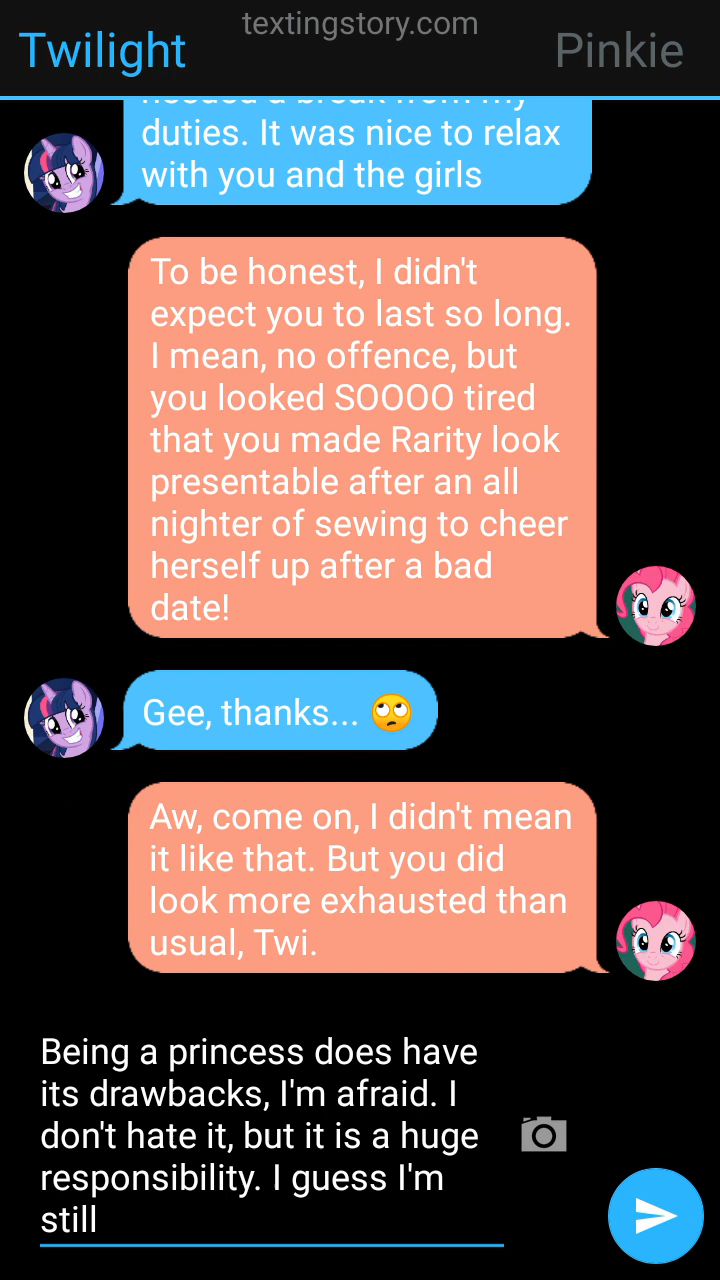 textingstory.com
Twilight
Pinkie
needed a break from my
duties. It was nice to relax
with you and the girls
To be honest, I didn't
expect you to last so long.
I mean, no offence, but
you looked SOOOO tired
that you made Rarity look
presentable after an all
nighter of sewing to cheer
herself up after a bad
date!
Gee, thanks... 🙄
Aw, come on, I didn't mean
it like that. But you did
look more exhausted than
usual, Twi.
Being a princess does have
its drawbacks, I'm afraid. I
don't hate it, but it is a huge
responsibility. I guess I'm
still